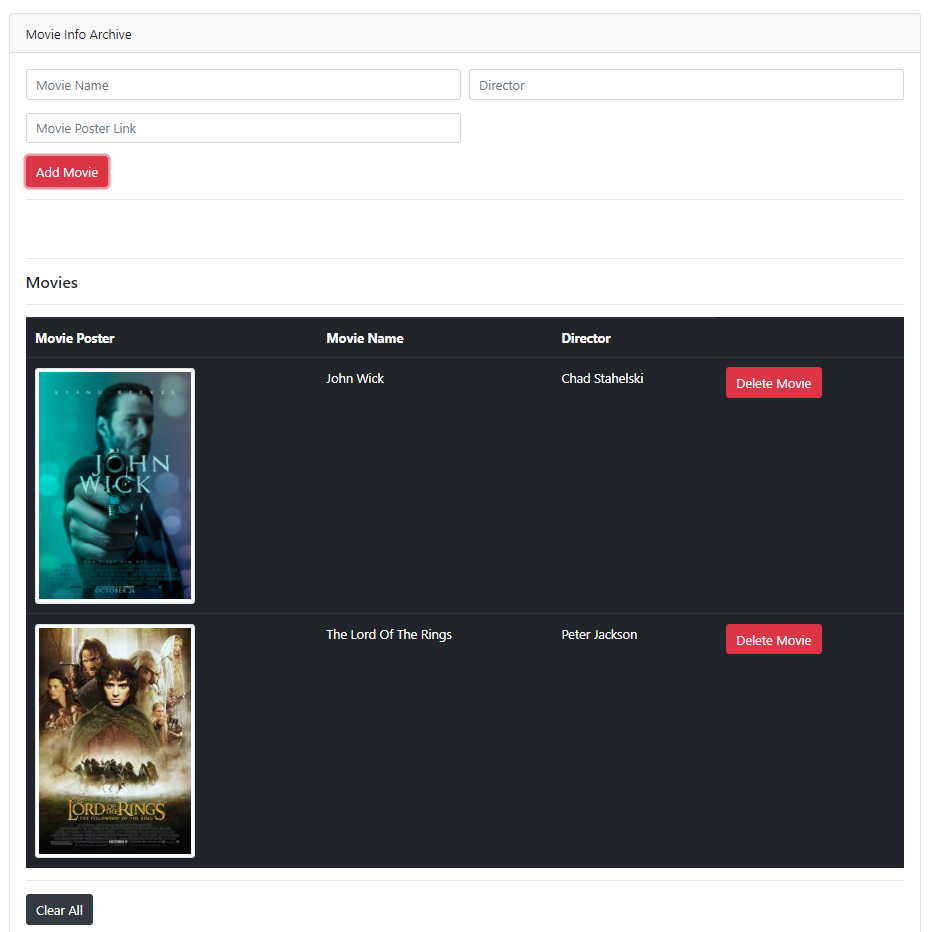 Movie Info Archive
Movie Name
Director
Movie Poster Link
Add Movie
Movies
Movie Poster
Movie Name
Director
KEANU REEVES
JOHN
WICK
OCTOBER 24
John Wick
Chad Stahelski
Delete Movie
LORD OF THE RINGS
THE FELLOWSHIP OF THE RING
The Lord Of The Rings
Peter Jackson
Delete Movie
Clear All